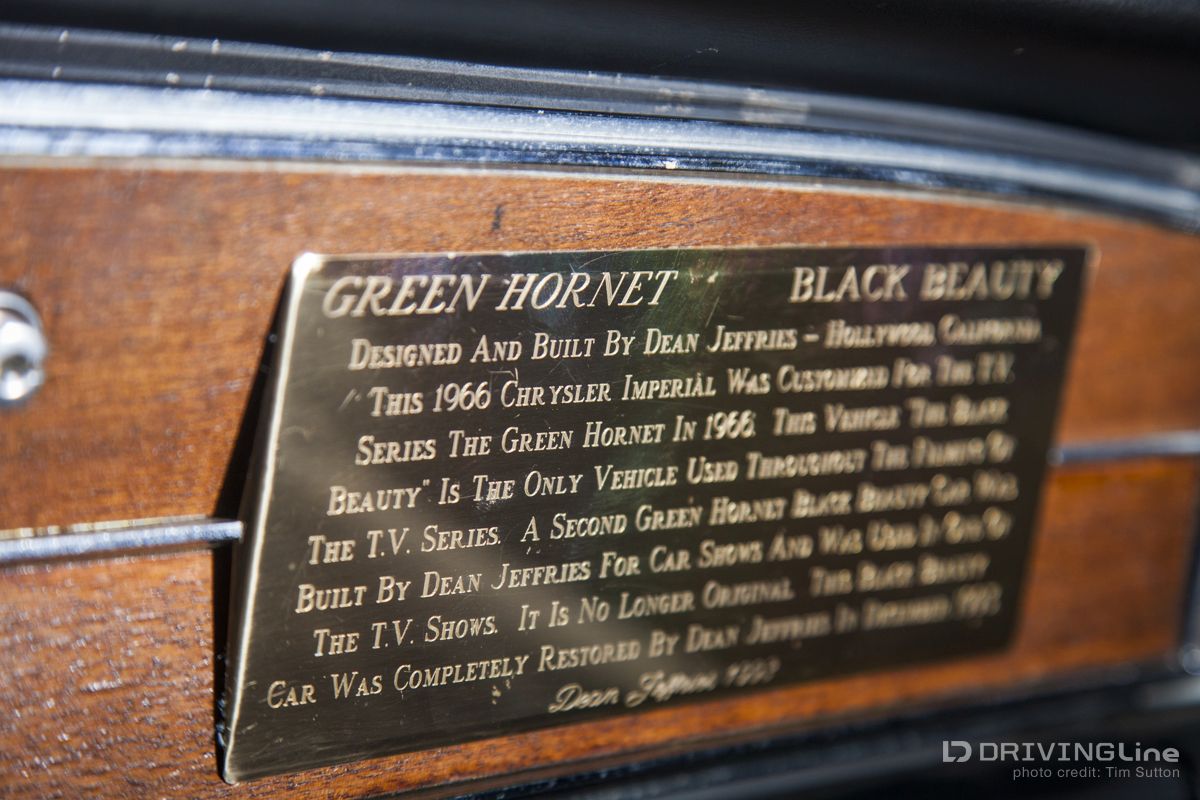 GREEN HORNET BLACK BEAUTY
DESIGNED AND BUILT BY DEAN JEFFRIES – HOLLYWOOD CALIFORNIA
THIS 1966 CHRYSLER IMPERIAL WAS CUSTOMIZED FOR THE T.V.
SERIES THE GREEN HORNET IN 1966. THIS VEHICLE "THE BLACK
BEAUTY" IS THE ONLY VEHICLE USED THROUGHOUT THE FILMING OF
THE T.V. SERIES. A SECOND GREEN HORNET BLACK BEAUTY CAR WAS
BUILT BY DEAN JEFFRIES FOR CAR SHOWS AND WAS USED IN TO
THE T.V. SHOWS. IT IS NO LONGER ORIGINAL. THIS BLACK BEAUTY
CAR WAS COMPLETELY RESTORED BY DEAN JEFFRIES IN
Dean Jeffries
DRIVINGLine
photo credit: Tim Sutton